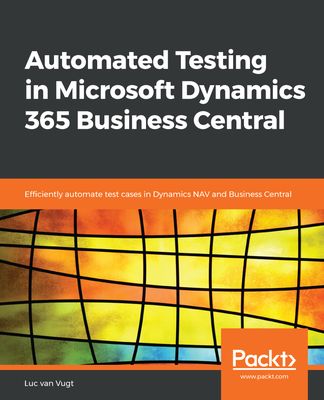 Automated Testing
in Microsoft Dynamics
365 Business Central
Efficiently automate test cases in Dynamics NAV and Business Central
Packt>
www.packt.com
Luc van Vugt